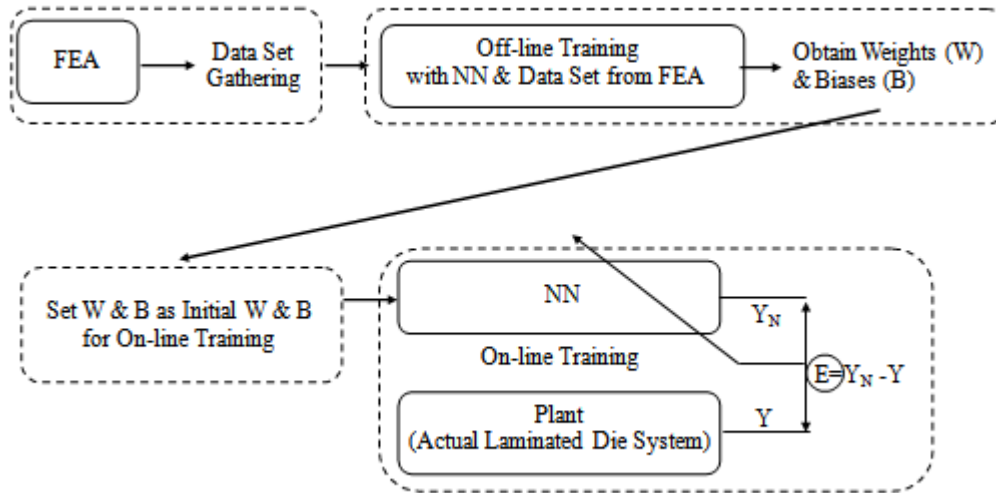 FEA
Data Set
Gathering
Off-line Training
with NN & Data Set from FEA
Obtain Weights (W)
& Biases (B)
Set W & B as Initial W & B
for On-line Training
NN
Y_N
On-line Training
E=Y_N -Y
Plant
(Actual Laminated Die System)
Y